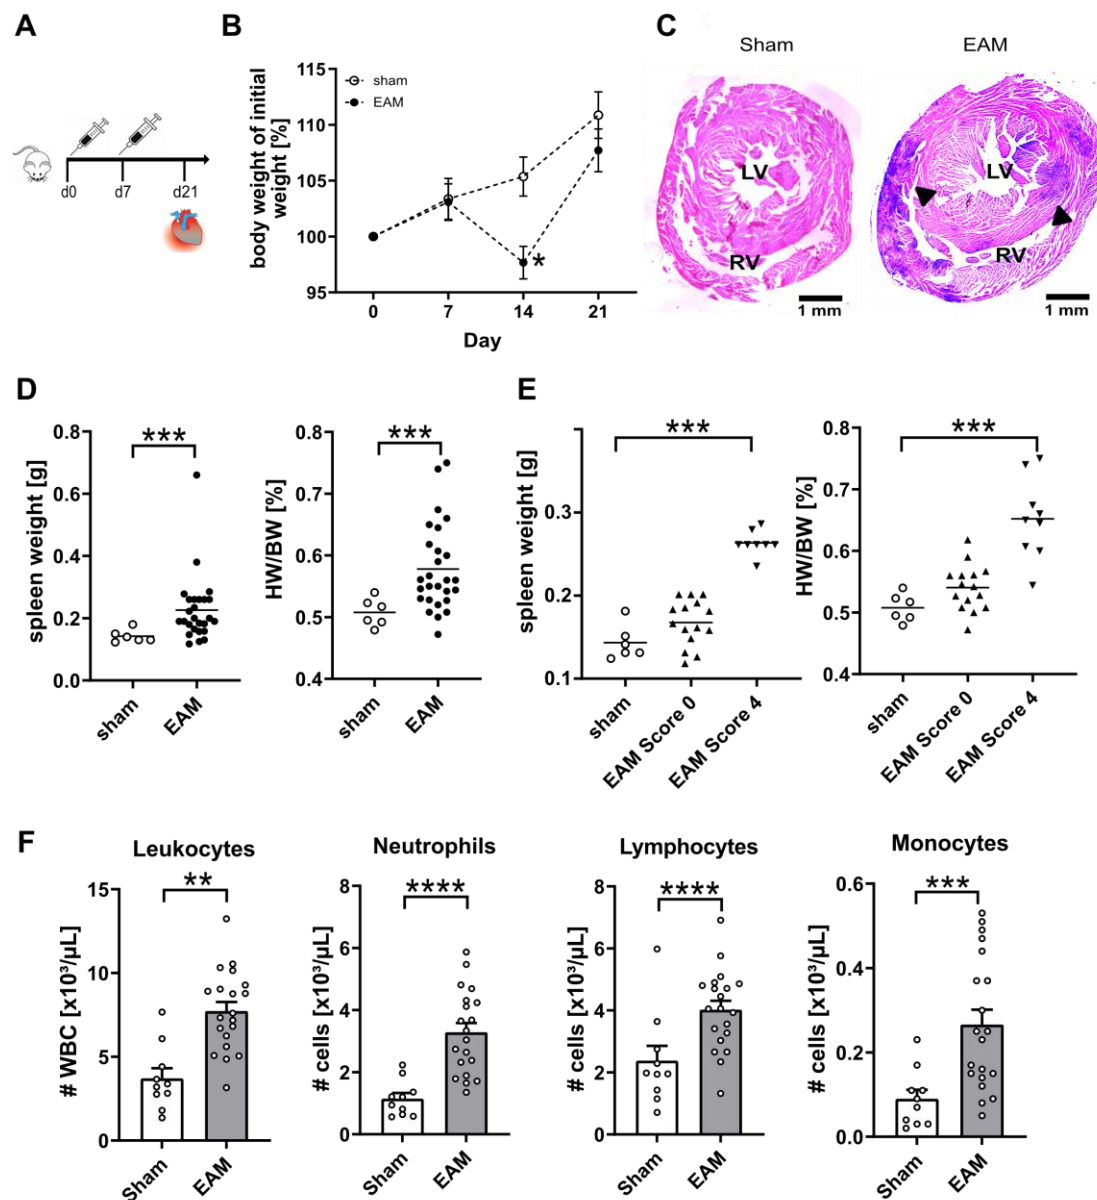 A
d0 d7 d21
B
body weight of initial
weight [%]
115
110
105
100
95
sham
EAM
*
0 7 14 21
Day
C
Sham EAM
LV
RV
1 mm
LV
RV
1 mm
D
spleen weight [g]
0.8
0.6
0.4
0.2
0.0
***
sham EAM
HW/BW [%]
0.8
0.7
0.6
0.5
0.4
***
sham EAM
E
spleen weight [g]
0.3
0.1
***
sham EAM Score 0 EAM Score 4
HW/BW [%]
0.8
0.7
0.6
0.5
0.4
***
sham EAM Score 0 EAM Score 4
F
Leukocytes
# WBC [x10³/µL]
15
10
5
0
**
Sham EAM
Neutrophils
# cells [x10³/µL]
8
6
4
2
0
****
Sham EAM
Lymphocytes
# cells [x10³/µL]
8
6
4
2
0
****
Sham EAM
Monocytes
# cells [x10³/µL]
0.6
0.4
0.2
0.0
***
Sham EAM